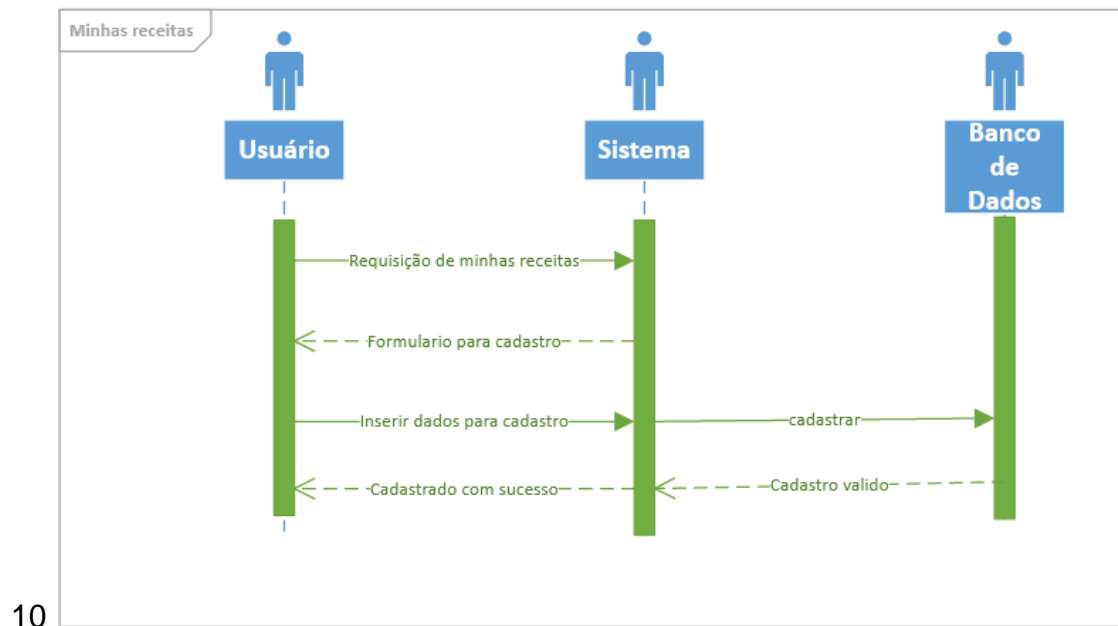 Minhas receitas
Usuário
Sistema
Banco
de
Dados
Requisição de minhas receitas
Formulario para cadastro
Inserir dados para cadastro
cadastrar
Cadastrado com sucesso
Cadastro valido
10